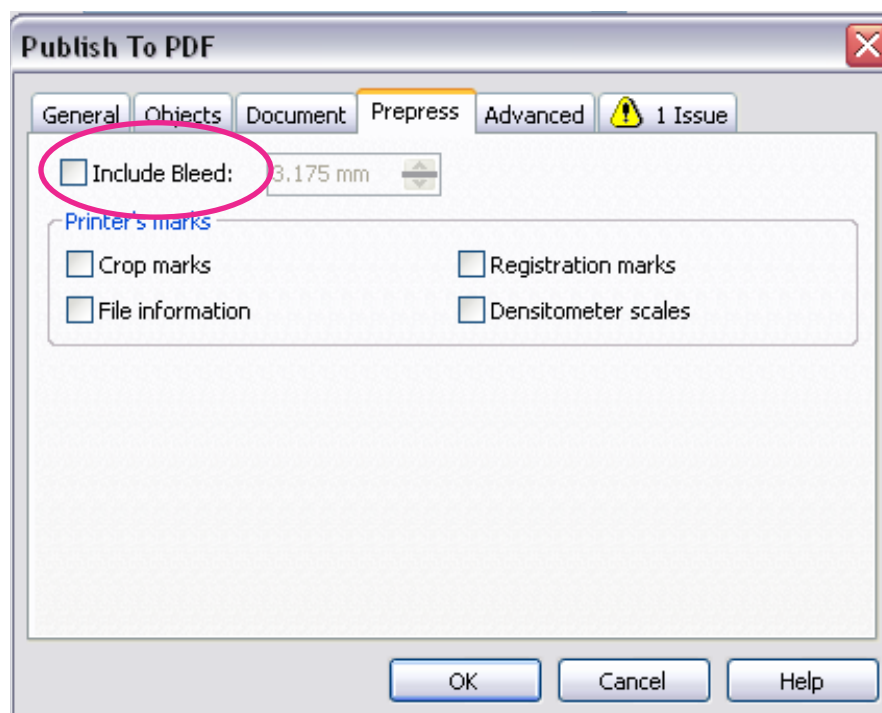 Publish To PDF
General Objects Document Prepress Advanced 1 Issue
Include Bleed: 3.175 mm
Printer's marks
Crop marks Registration marks
File information Densitometer scales
OK Cancel Help